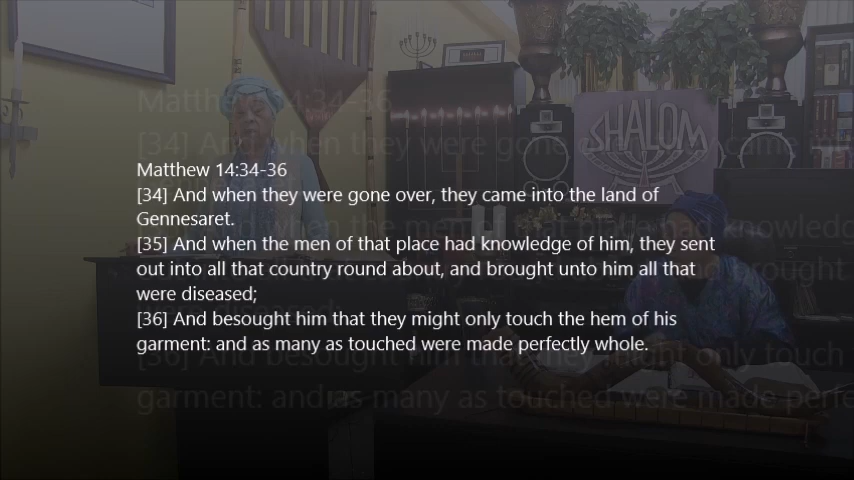 Matthew 14:34-36
[34] And when they were gone over, they came into the land of
Gennesaret.
[35] And when the men of that place had knowledge of him, they sent
out into all that country round about, and brought unto him all that
were diseased;
[36] And besought him that they might only touch the hem of his
garment: and as many as touched were made perfectly whole.
SHALOM